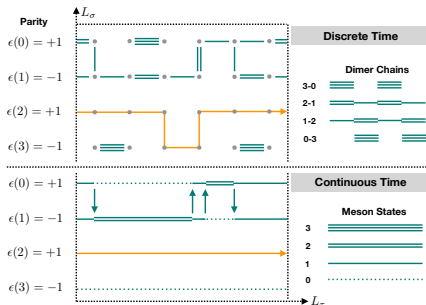 Parity
L_σ
ϵ(0) = +1
ϵ(1) = −1
ϵ(2) = +1
ϵ(3) = −1
Discrete Time
Dimer Chains
3-0
2-1
1-2
0-3
ϵ(0) = +1
ϵ(1) = −1
ϵ(2) = +1
ϵ(3) = −1
Continuous Time
Meson States
3
2
1
0